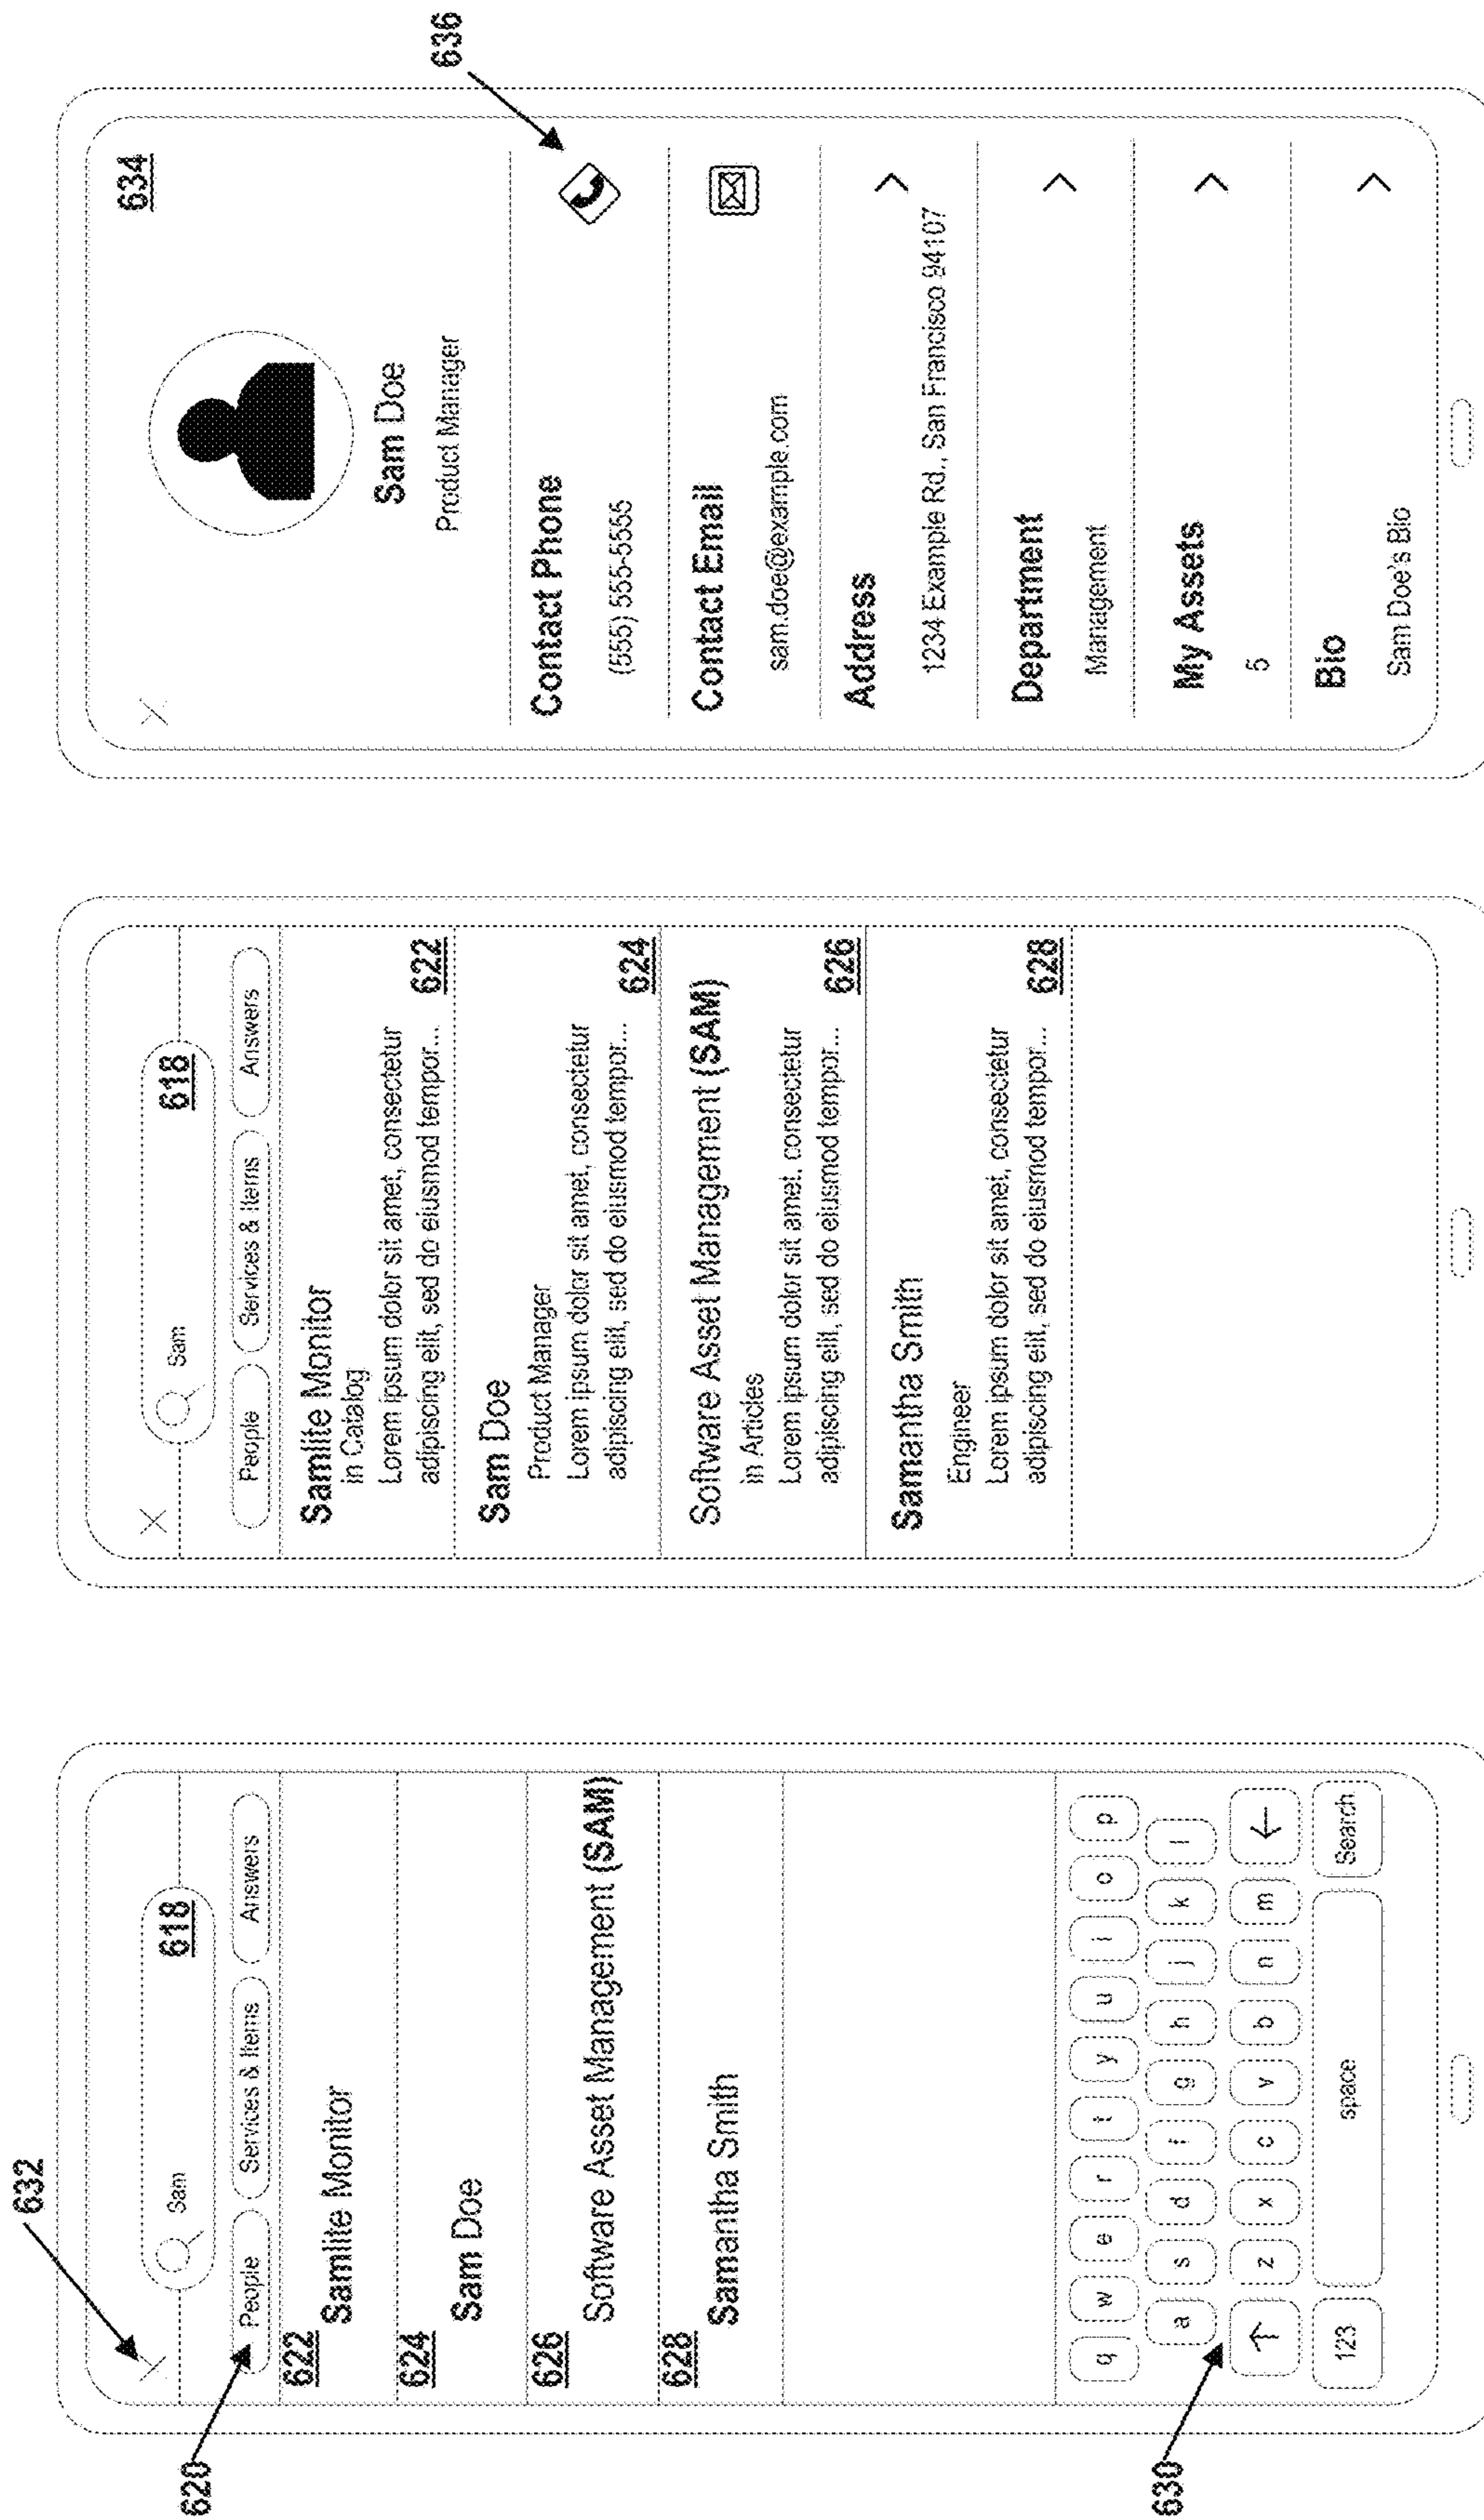 632
620
Sam
618
People
Services & Items
Answers
622
Samlite Monitor
624
Sam Doe
626
Software Asset Management (SAM)
628
Samantha Smith
630
q w e r t y u i o p
a s d f g h j k l
z x c v b n m
123
space
Search
Sam
618
People
Services & Items
Answers
Samlite Monitor
in Catalog
Lorem ipsum dolor sit amet, consectetur
adipiscing elit, sed do eiusmod tempor...
622
Sam Doe
Product Manager
Lorem ipsum dolor sit amet, consectetur
adipiscing elit, sed do eiusmod tempor...
624
Software Asset Management (SAM)
in Articles
Lorem ipsum dolor sit amet, consectetur
adipiscing elit, sed do eiusmod tempor...
626
Samantha Smith
Engineer
Lorem ipsum dolor sit amet, consectetur
adipiscing elit, sed do eiusmod tempor...
628
634
Sam Doe
Product Manager
636
Contact Phone
(555) 555-5555
Contact Email
sam.doe@example.com
Address
1234 Example Rd., San Francisco 94107
Department
Management
My Assets
5
Bio
Sam Doe's Bio